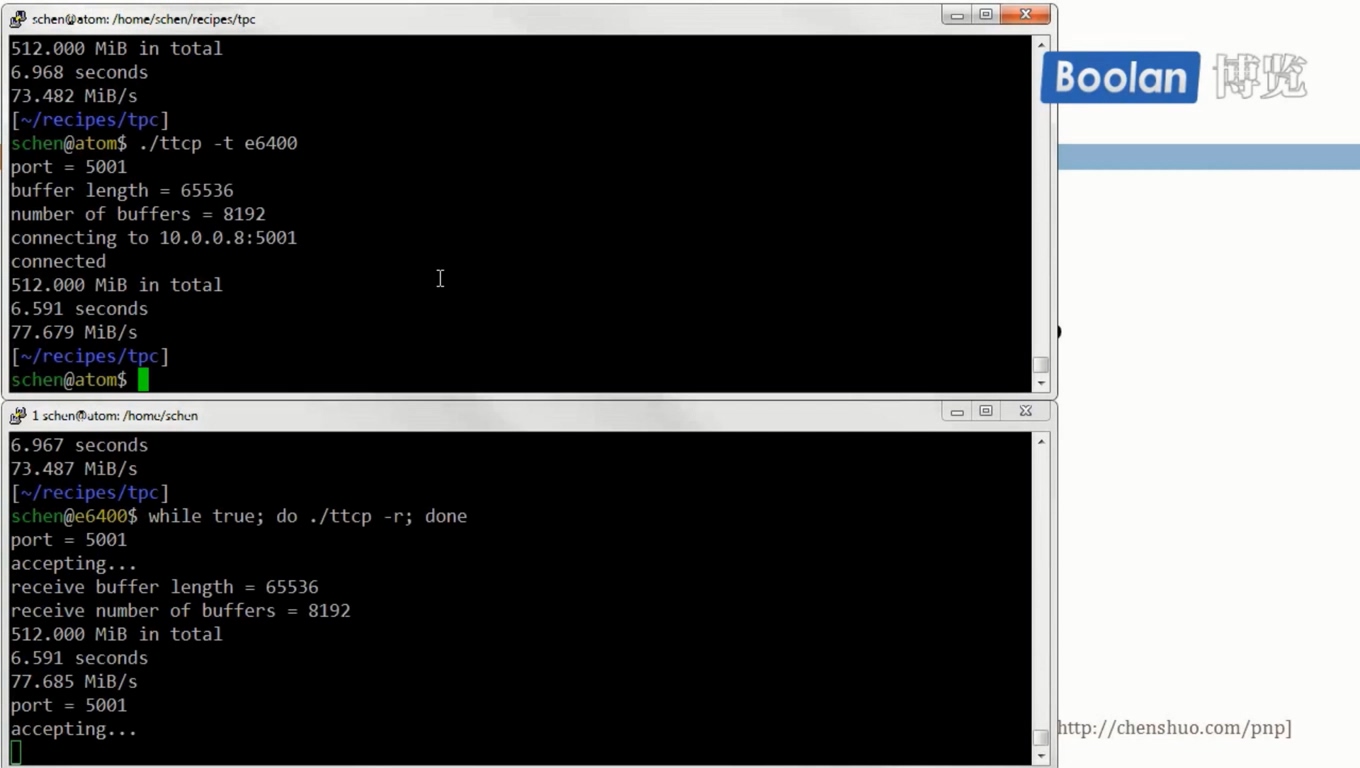 schen@atom: /home/schen/recipes/tpc
512.000 MiB in total
6.968 seconds
73.482 MiB/s
[~/recipes/tpc]
schen@atom$ ./ttcp -t e6400
port = 5001
buffer length = 65536
number of buffers = 8192
connecting to 10.0.0.8:5001
connected
512.000 MiB in total
6.591 seconds
77.679 MiB/s
[~/recipes/tpc]
schen@atom$
Boolan 博览
1 schen@atom: /home/schen
6.967 seconds
73.487 MiB/s
[~/recipes/tpc]
schen@e6400$ while true; do ./ttcp -r; done
port = 5001
accepting...
receive buffer length = 65536
receive number of buffers = 8192
512.000 MiB in total
6.591 seconds
77.685 MiB/s
port = 5001
accepting...
http://chenshuo.com/pnp]